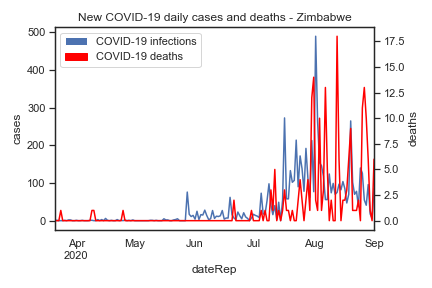 New COVID-19 daily cases and deaths - Zimbabwe
COVID-19 infections
COVID-19 deaths
500
400
300
200
100
0
cases
17.5
15.0
12.5
10.0
7.5
5.0
2.5
0.0
deaths
Apr May Jun Jul Aug Sep
2020
dateRep